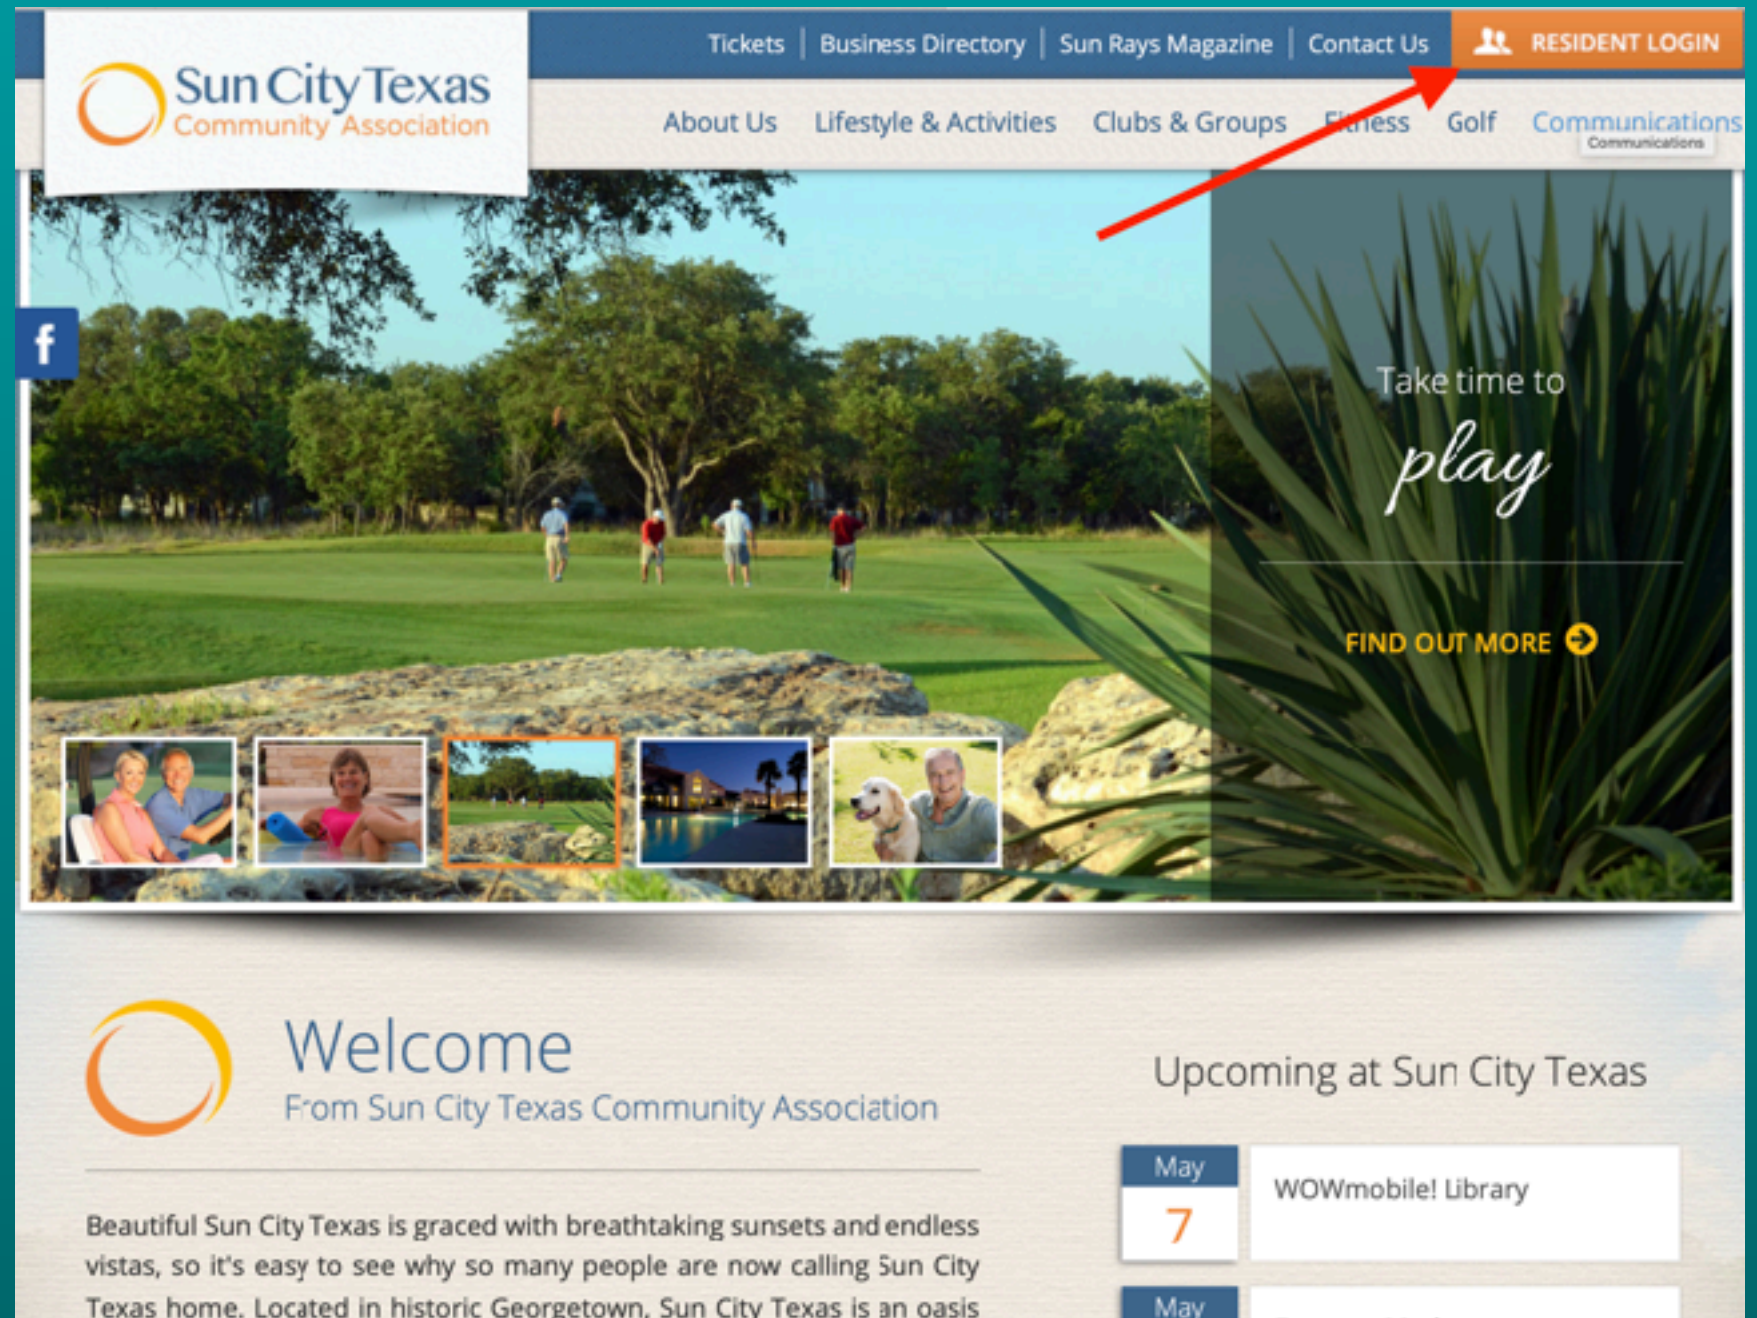 Tickets | Business Directory | Sun Rays Magazine | Contact Us
RESIDENT LOGIN
Sun City Texas
Community Association
About Us Lifestyle & Activities Clubs & Groups Fitness Golf Communications
Communications
f
Take time to
play
FIND OUT MORE
Welcome
From Sun City Texas Community Association
Beautiful Sun City Texas is graced with breathtaking sunsets and endless
vistas, so it's easy to see why so many people are now calling Sun City
Texas home. Located in historic Georgetown, Sun City Texas is an oasis
Upcoming at Sun City Texas
May
7
WOWmobile! Library
May